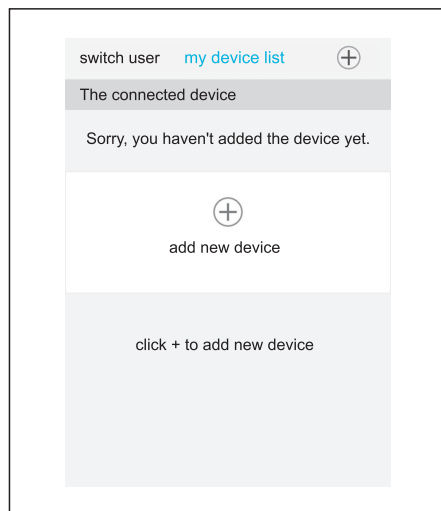 switch user my device list
The connected device
Sorry, you haven't added the device yet.
add new device
click + to add new device